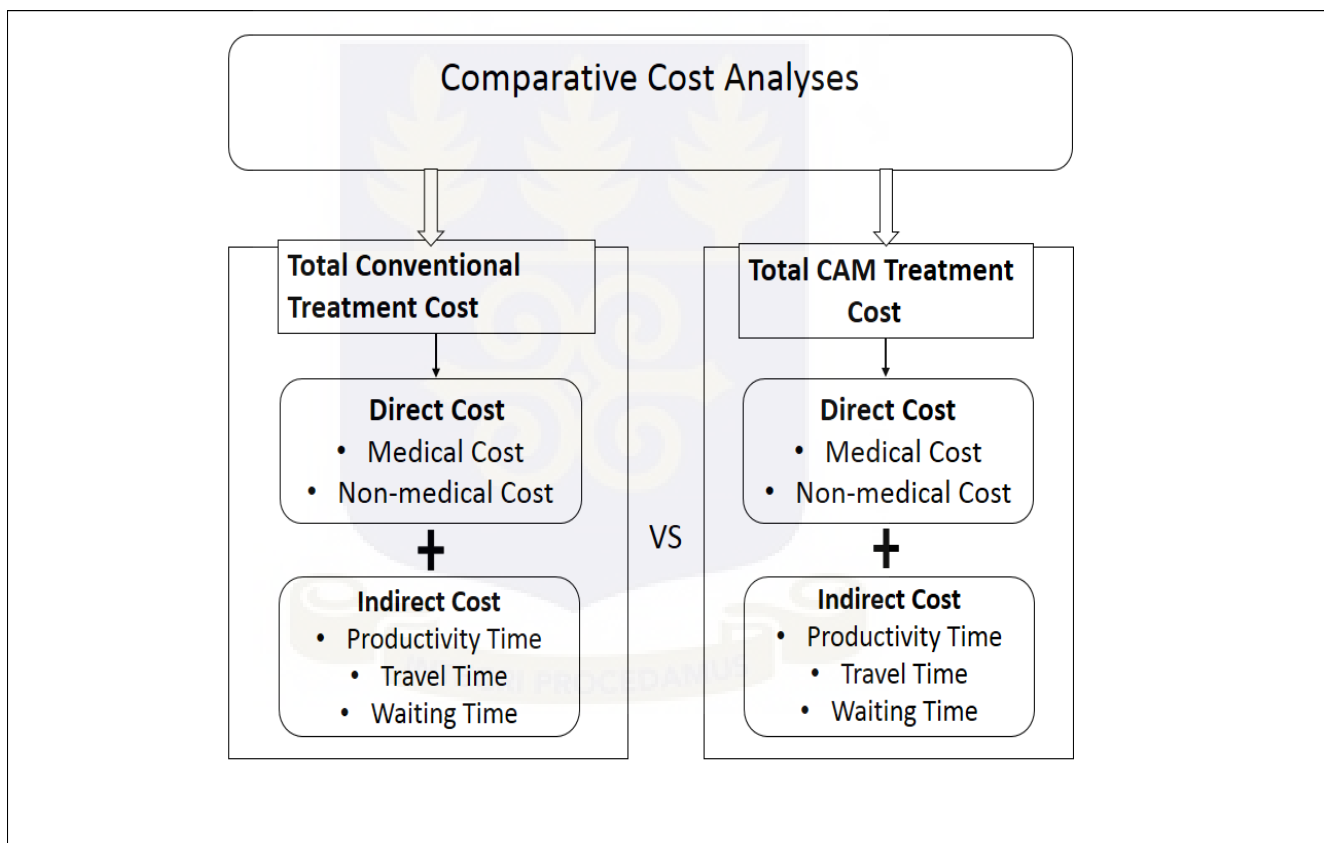 Comparative Cost Analyses
Total Conventional
Treatment Cost
Direct Cost
• Medical Cost
• Non-medical Cost
+
Indirect Cost
• Productivity Time
• Travel Time
• Waiting Time
VS
Total CAM Treatment
Cost
Direct Cost
• Medical Cost
• Non-medical Cost
+
Indirect Cost
• Productivity Time
• Travel Time
• Waiting Time
PROCEDAMUS